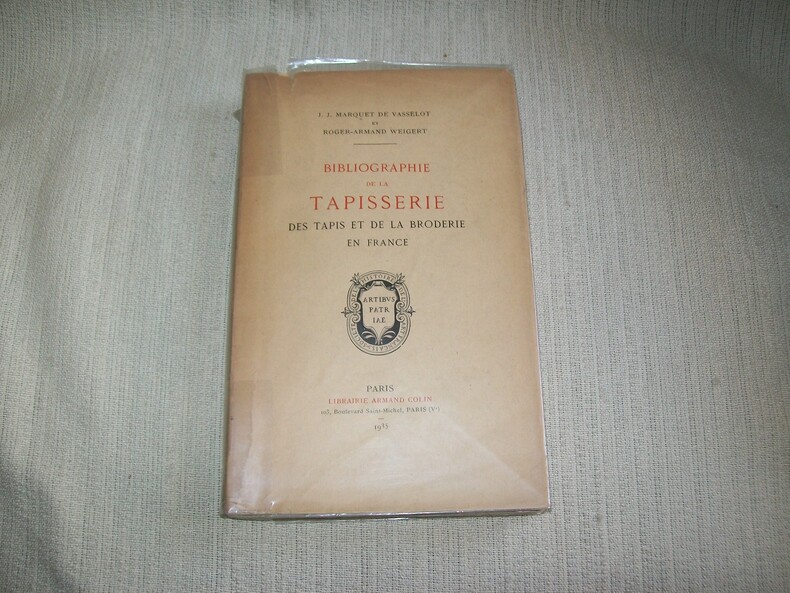 J. J. MARQUET DE VASSELOT
ET
ROGER-ARMAND WEIGERT
BIBLIOGRAPHIE
DE LA
TAPISSERIE
DES TAPIS ET DE LA BRODERIE
EN FRANCE
ARTIBVS
PATR
IAE
PARIS
LIBRAIRIE ARMAND COLIN
103, Boulevard Saint-Michel, PARIS (Vᵉ)
1935